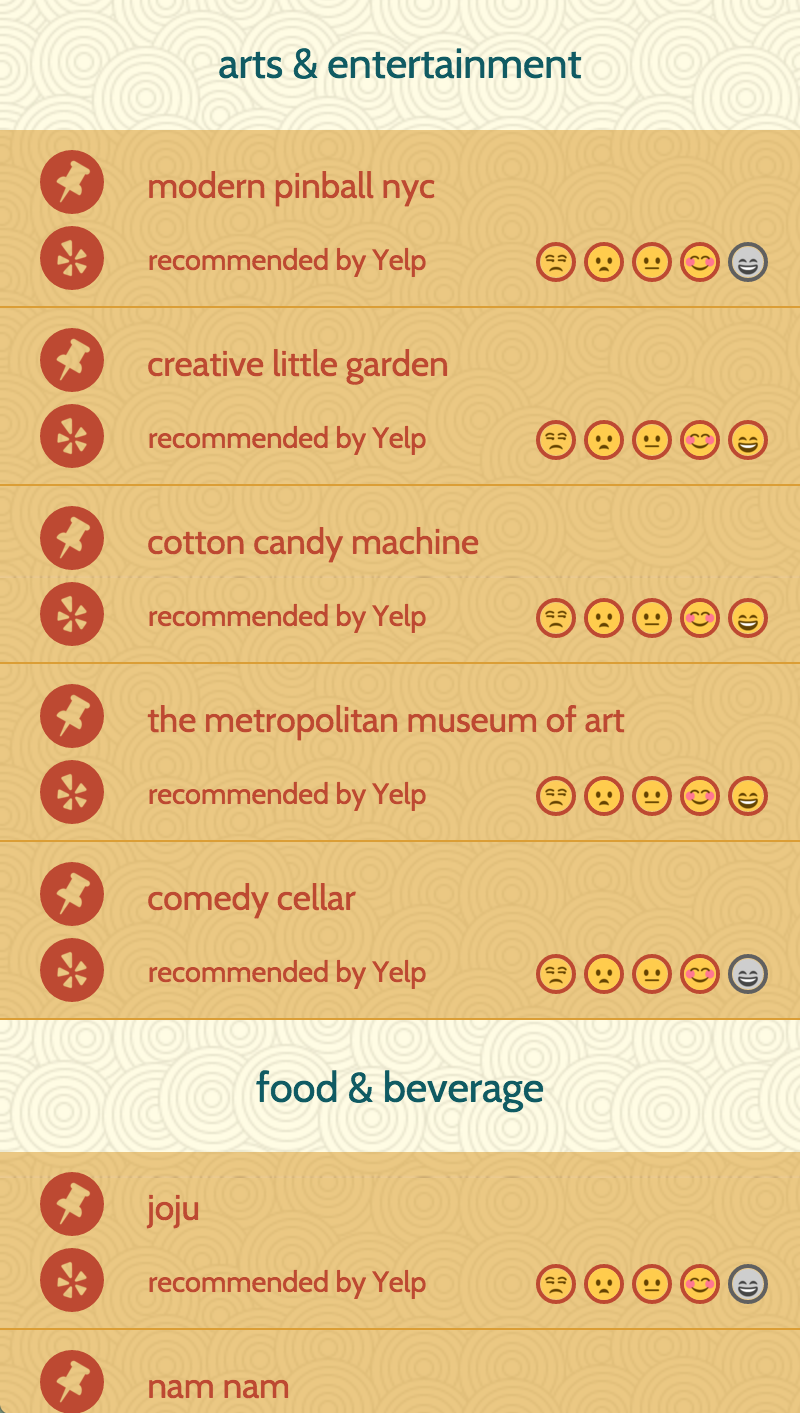 arts & entertainment
modern pinball nyc
recommended by Yelp
creative little garden
recommended by Yelp
cotton candy machine
recommended by Yelp
the metropolitan museum of art
recommended by Yelp
comedy cellar
recommended by Yelp
food & beverage
joju
recommended by Yelp
nam nam